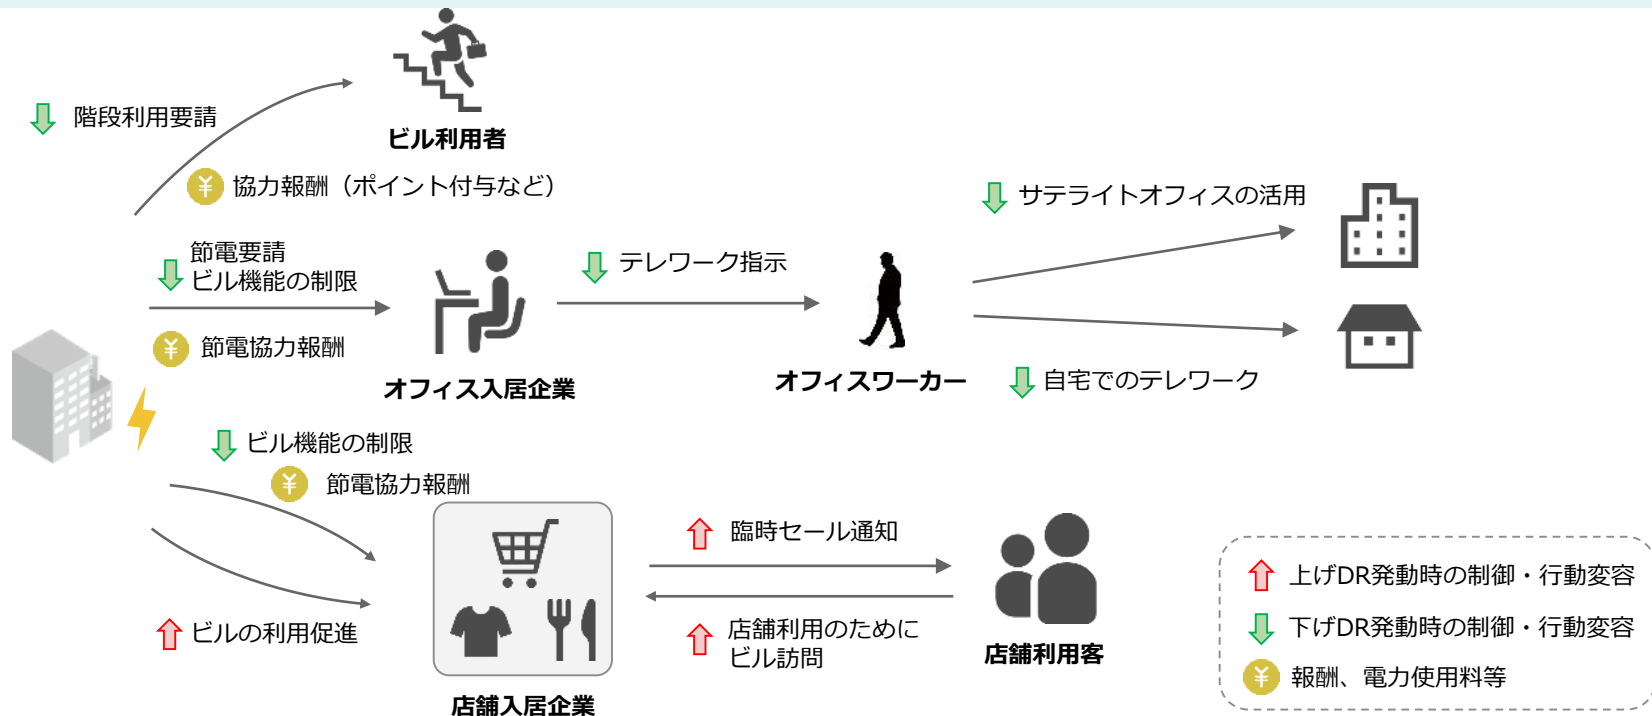 階段利用要請
ビル利用者
¥ 協力報酬（ポイント付与など）
節電要請
ビル機能の制限
¥ 節電協力報酬
オフィス入居企業
テレワーク指示
オフィスワーカー
サテライトオフィスの活用
自宅でのテレワーク
ビル機能の制限
¥ 節電協力報酬
ビルの利用促進
店舗入居企業
臨時セール通知
店舗利用のために
ビル訪問
店舗利用客
上げDR発動時の制御・行動変容
下げDR発動時の制御・行動変容
¥ 報酬、電力使用料等